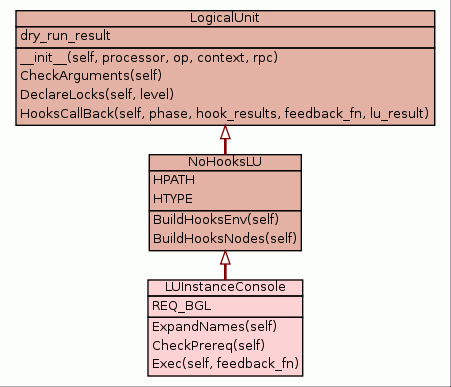 LogicalUnit
dry_run_result
__init__(self, processor, op, context, rpc)
CheckArguments(self)
DeclareLocks(self, level)
HooksCallBack(self, phase, hook_results, feedback_fn, lu_result)
NoHooksLU
HPATH
HTYPE
BuildHooksEnv(self)
BuildHooksNodes(self)
LUInstanceConsole
REQ_BGL
ExpandNames(self)
CheckPrereq(self)
Exec(self, feedback_fn)